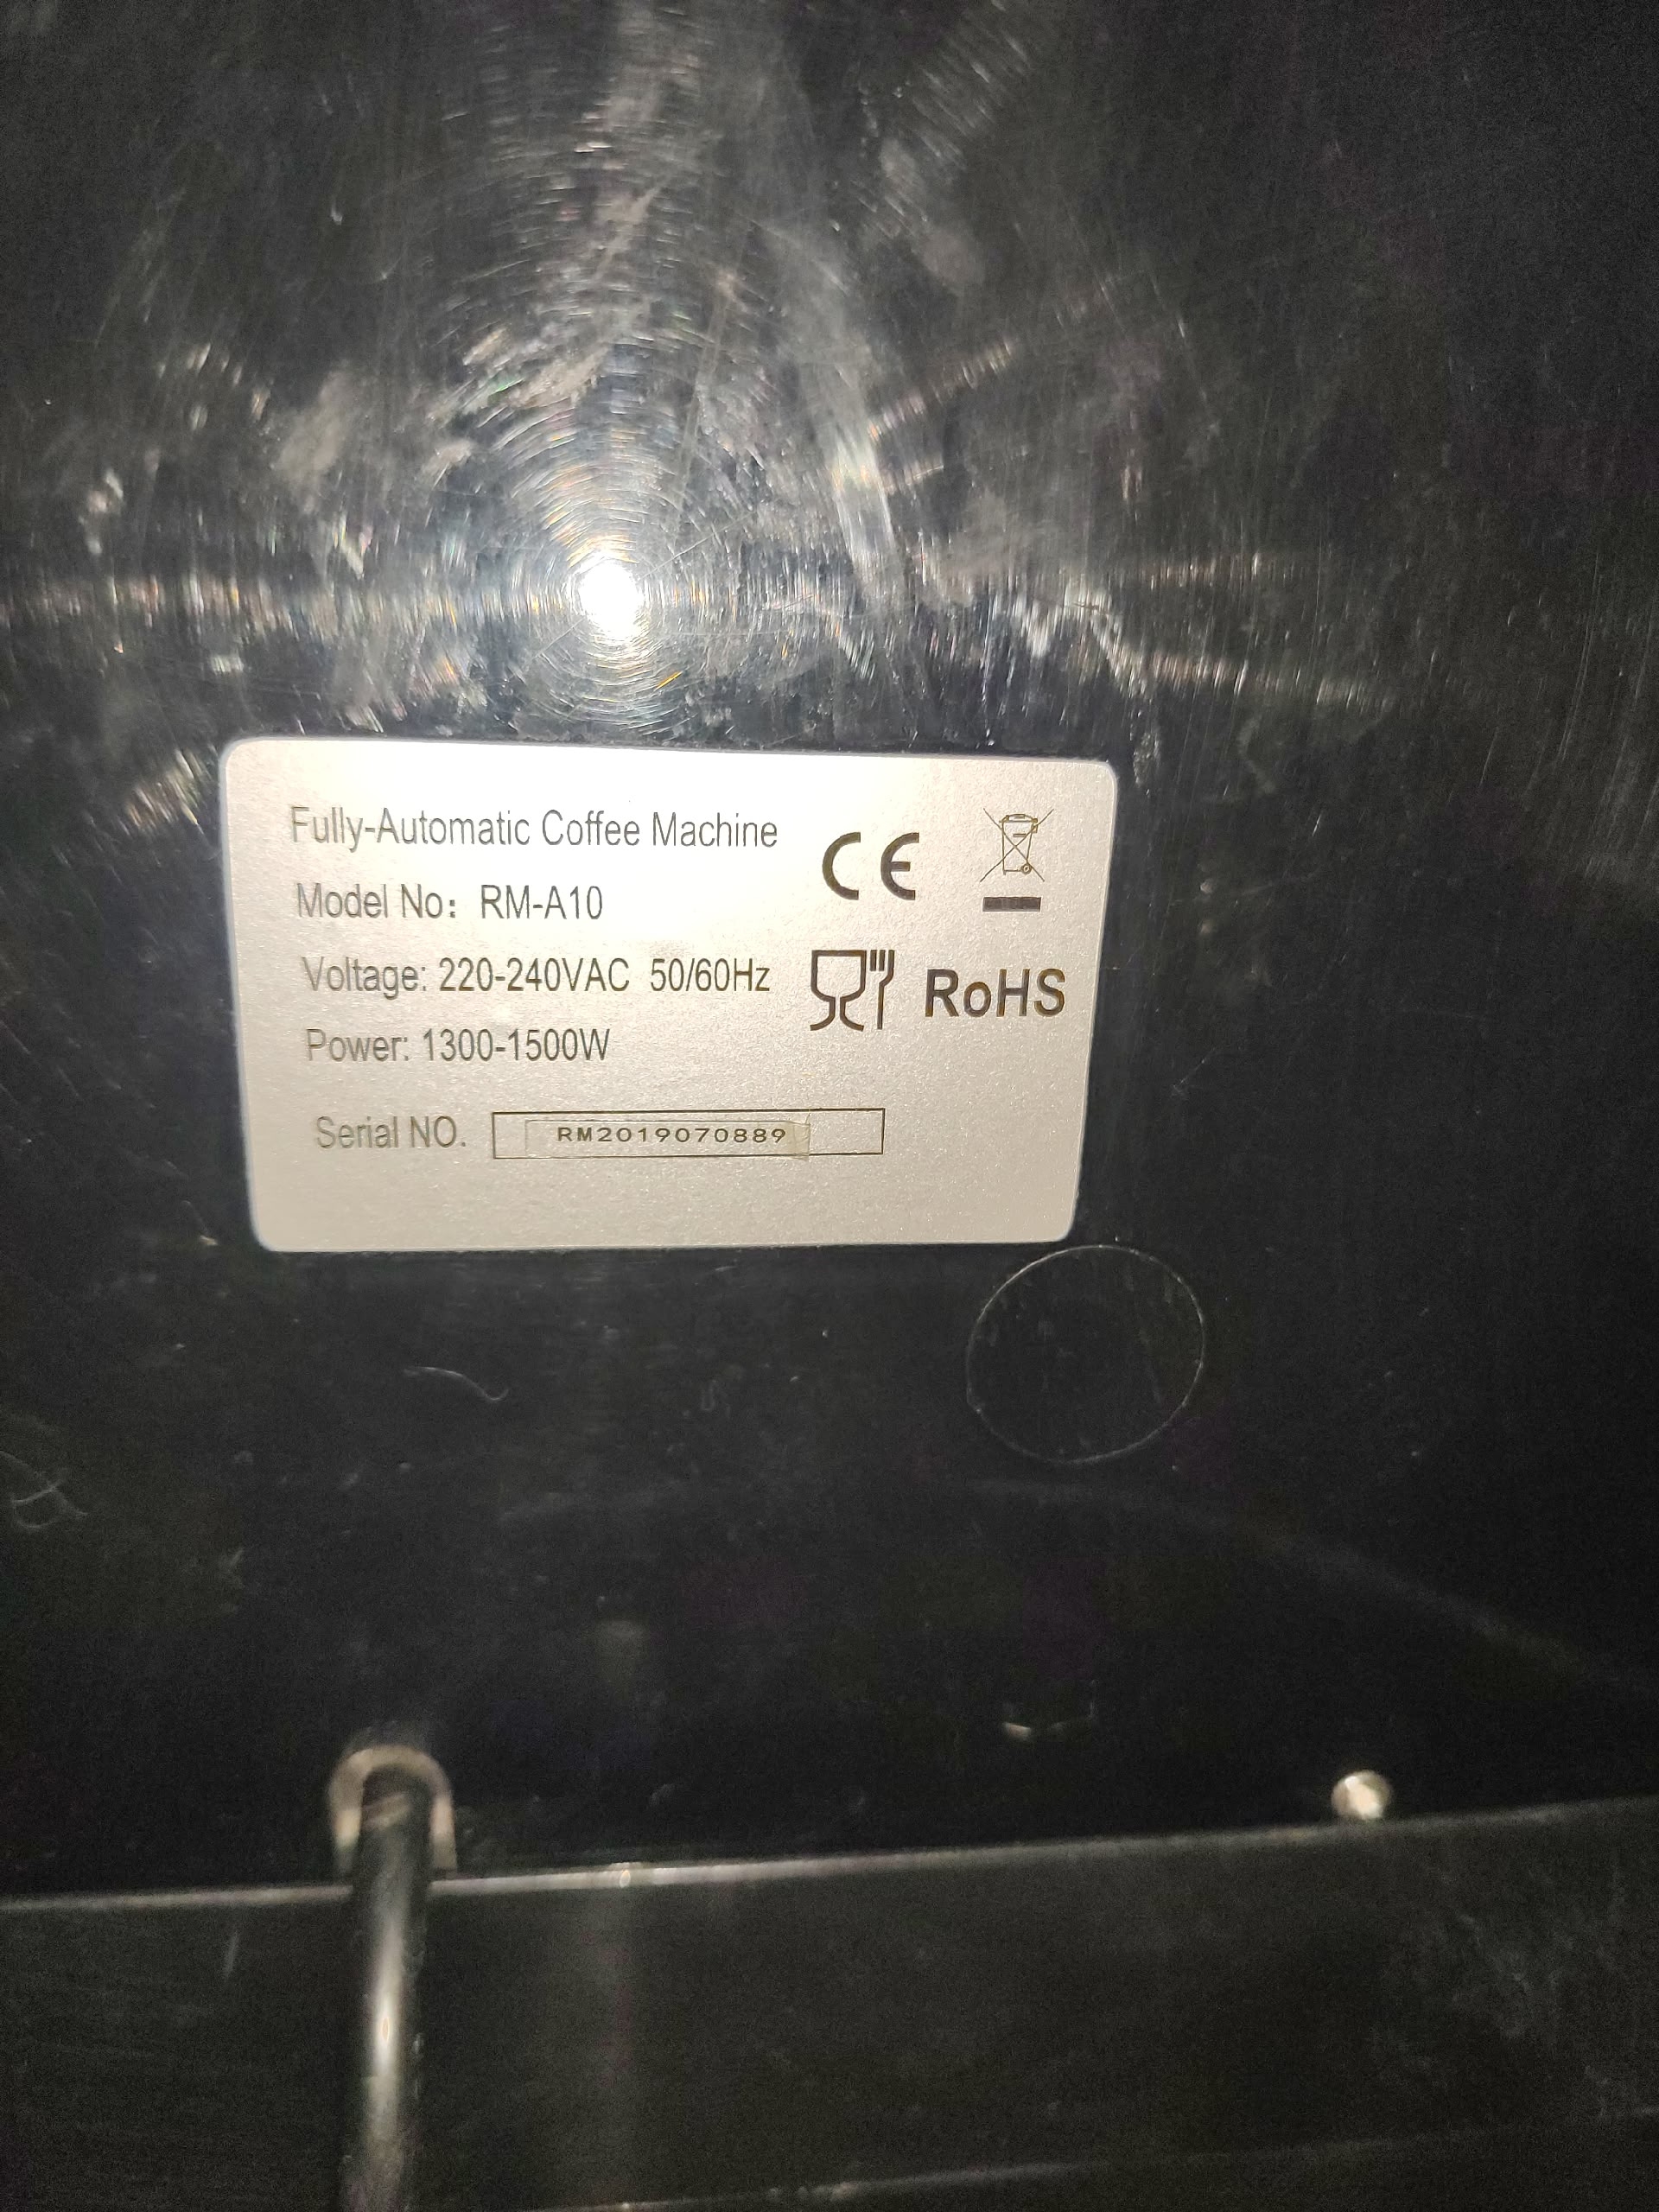 Fully-Automatic Coffee Machine
CE
Model No: RM-A10
Voltage: 220-240VAC 50/60Hz
RoHS
Power: 1300-1500W
Serial NO. RM2019070889